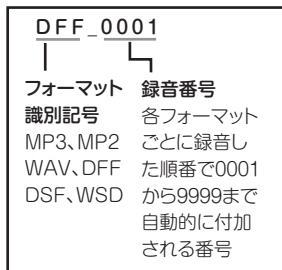 DFF_0001
フォーマット
識別記号
MP3、MP2
WAV、DFF
DSF、WSD
録音番号
各フォーマット
ごとに録音し
た順番で0001
から9999まで
自動的に付加
される番号